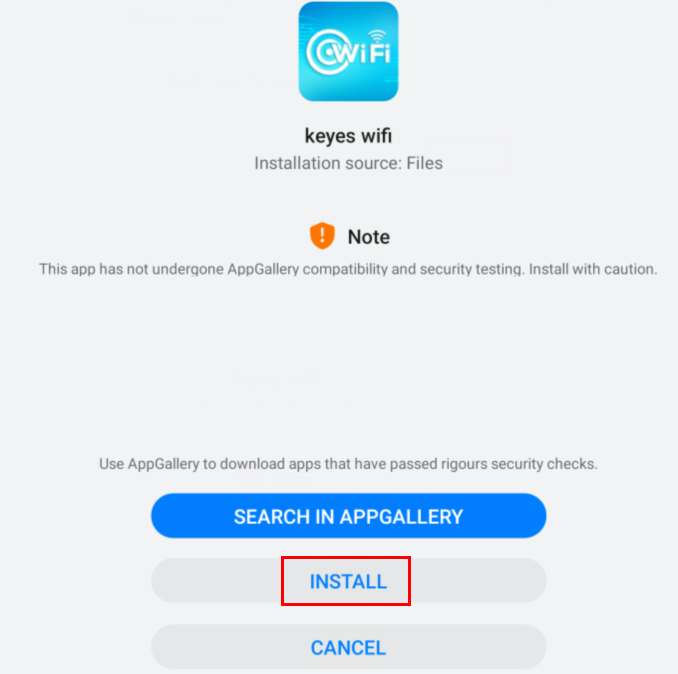 WiFi
keyes wifi
Installation source: Files
Note
This app has not undergone AppGallery compatibility and security testing. Install with caution.
Use AppGallery to download apps that have passed rigours security checks.
SEARCH IN APPGALLERY
INSTALL
CANCEL